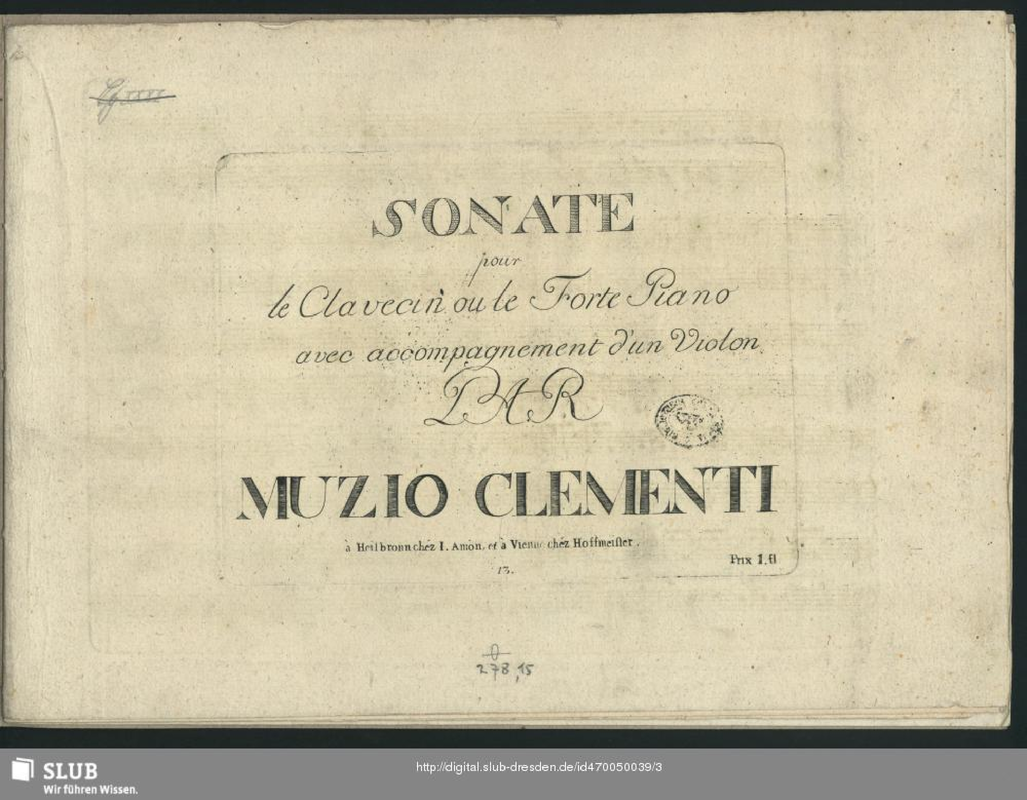 SONATE
pour
le Clavecin ou le Forte Piano
avec accompagnement d'un Violon
PAR
MUZIO CLEMENTI
à Heilbronn chéz I. Amon, et à Vienne chéz Hoffmeister.
Prix 1. fl
13.
278,15
SLUB
Wir führen Wissen.
http://digital.slub-dresden.de/id470050039/3